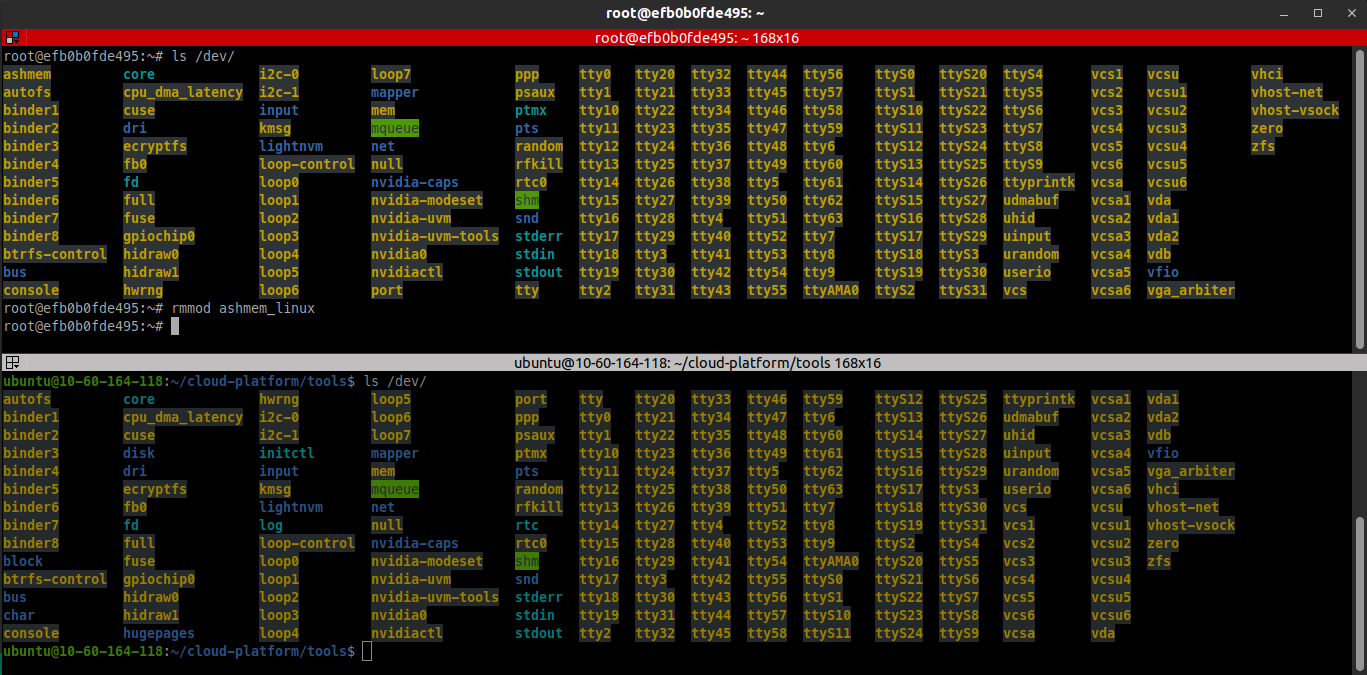 root@efb0b0fde495: ~
root@efb0b0fde495: ~ 168x16
root@efb0b0fde495:~# ls /dev/
ashmem core i2c-0 loop7 ppp tty0 tty20 tty32 tty44 tty56 ttyS0 ttyS20 ttyS4 vcs1 vcsu vhci
autofs cpu_dma_latency i2c-1 mapper psaux tty1 tty21 tty33 tty45 tty57 ttyS1 ttyS21 ttyS5 vcs2 vcsu1 vhost-net
binder1 cuse input mem ptmx tty10 tty22 tty34 tty46 tty58 ttyS10 ttyS22 ttyS6 vcs3 vcsu2 vhost-vsock
binder2 dri kmsg mqueue pts tty11 tty23 tty35 tty47 tty59 ttyS11 ttyS23 ttyS7 vcs4 vcsu3 zero
binder3 ecryptfs lightnvm net random tty12 tty24 tty36 tty48 tty6 ttyS12 ttyS24 ttyS8 vcs5 vcsu4 zfs
binder4 fb0 loop-control null rfkill tty13 tty25 tty37 tty49 tty60 ttyS13 ttyS25 ttyS9 vcs6 vcsu5
binder5 fd loop0 nvidia-caps rtc0 tty14 tty26 tty38 tty5 tty61 ttyS14 ttyS26 ttyprintk vcsa vcsu6
binder6 full loop1 nvidia-modeset shm tty15 tty27 tty39 tty50 tty62 ttyS15 ttyS27 udmabuf vcsa1 vda
binder7 fuse loop2 nvidia-uvm snd tty16 tty28 tty4 tty51 tty63 ttyS16 ttyS28 uhid vcsa2 vda1
binder8 gpiochip0 loop3 nvidia-uvm-tools stderr tty17 tty29 tty40 tty52 tty7 ttyS17 ttyS29 uinput vcsa3 vda2
btrfs-control hidraw0 loop4 nvidia0 stdin tty18 tty3 tty41 tty53 tty8 ttyS18 ttyS3 urandom vcsa4 vdb
bus hidraw1 loop5 nvidiactl stdout tty19 tty30 tty42 tty54 tty9 ttyS19 ttyS30 userio vcsa5 vfio
console hwrng loop6 port tty tty2 tty31 tty43 tty55 ttyAMA0 ttyS2 ttyS31 vcs vcsa6 vga_arbiter
root@efb0b0fde495:~# rmmod ashmem_linux
root@efb0b0fde495:~#
ubuntu@10-60-164-118: ~/cloud-platform/tools 168x16
ubuntu@10-60-164-118:~/cloud-platform/tools$ ls /dev/
autofs core hwrng loop5 port tty tty20 tty33 tty46 tty59 ttyS12 ttyS25 ttyprintk vcsa1 vda1
binder1 cpu_dma_latency i2c-0 loop6 ppp tty0 tty21 tty34 tty47 tty6 ttyS13 ttyS26 udmabuf vcsa2 vda2
binder2 cuse i2c-1 loop7 psaux tty1 tty22 tty35 tty48 tty60 ttyS14 ttyS27 uhid vcsa3 vdb
binder3 disk initctl mapper ptmx tty10 tty23 tty36 tty49 tty61 ttyS15 ttyS28 uinput vcsa4 vfio
binder4 dri input mem pts tty11 tty24 tty37 tty5 tty62 ttyS16 ttyS29 urandom vcsa5 vga_arbiter
binder5 ecryptfs kmsg mqueue random tty12 tty25 tty38 tty50 tty63 ttyS17 ttyS3 userio vcsa6 vhci
binder6 fb0 lightnvm net rfkill tty13 tty26 tty39 tty51 tty7 ttyS18 ttyS30 vcs vcsu vhost-net
binder7 fd log null rtc tty14 tty27 tty4 tty52 tty8 ttyS19 ttyS31 vcs1 vcsu1 vhost-vsock
binder8 full loop-control nvidia-caps rtc0 tty15 tty28 tty40 tty53 tty9 ttyS2 ttyS4 vcs2 vcsu2 zero
block fuse loop0 nvidia-modeset shm tty16 tty29 tty41 tty54 ttyAMA0 ttyS20 ttyS5 vcs3 vcsu3 zfs
btrfs-control gpiochip0 loop1 nvidia-uvm snd tty17 tty3 tty42 tty55 ttyS0 ttyS21 ttyS6 vcs4 vcsu4
bus hidraw0 loop2 nvidia-uvm-tools stderr tty18 tty30 tty43 tty56 ttyS1 ttyS22 ttyS7 vcs5 vcsu5
char hidraw1 loop3 nvidia0 stdin tty19 tty31 tty44 tty57 ttyS10 ttyS23 ttyS8 vcs6 vcsu6
console hugepages loop4 nvidiactl stdout tty2 tty32 tty45 tty58 ttyS11 ttyS24 ttyS9 vcsa vda
ubuntu@10-60-164-118:~/cloud-platform/tools$